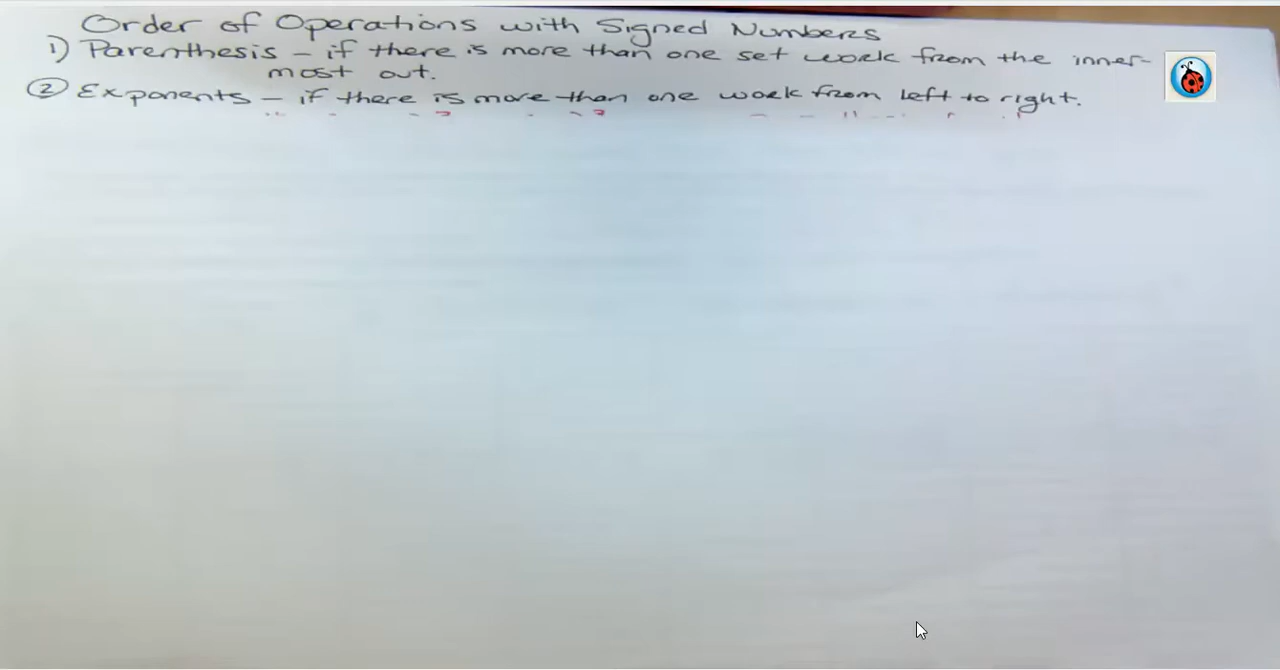 Order of Operations with Signed Numbers
1) Parenthesis - if there is more than one set work from the inner-
most out.
② Exponents - if there is more than one work from left to right.